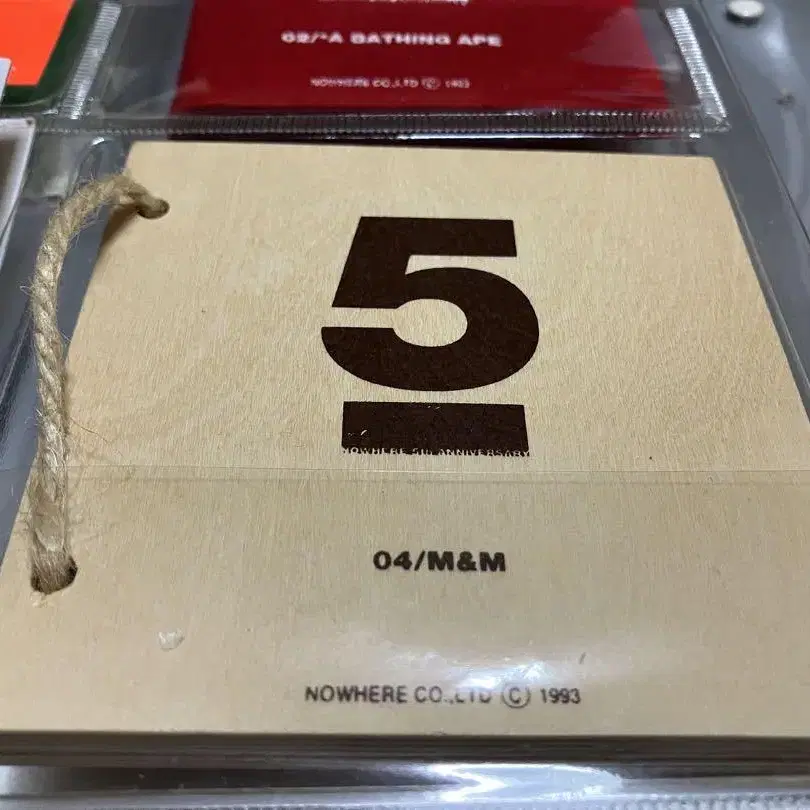 02/*A BATHING APE
NOWHERE CO.,LTD Ⓒ 1993
5
NOWHERE 5th ANNIVERSARY
04/M&M
NOWHERE CO.,LTD Ⓒ 1993